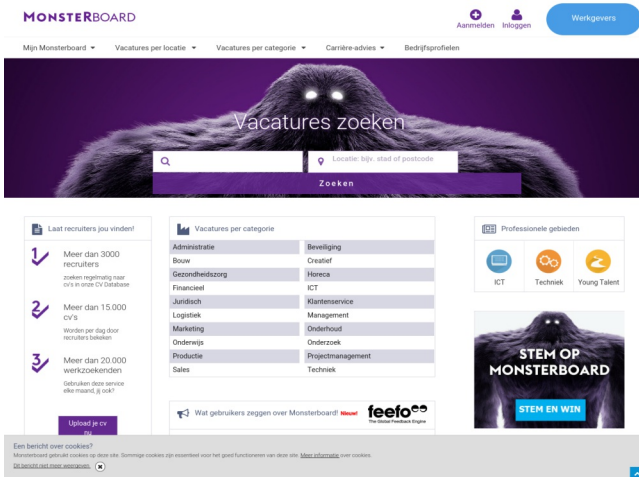 MONSTERBOARD
Aanmelden Inloggen Werkgevers
Mijn Monsterboard Vacatures per locatie Vacatures per categorie Carrière-advies Bedrijfsprofielen
Vacatures zoeken
Locatie: bijv. stad of postcode
Zoeken
Laat recruiters jou vinden!
1
Meer dan 3000
recruiters
zoeken regelmatig naar
cv's in onze CV Database
2
Meer dan 15.000
cv's
Worden per dag door
recruiters bekeken
3
Meer dan 20.000
werkzoekenden
Gebruiken deze service
elke maand, jij ook?
Upload je cv
nu
Vacatures per categorie
Administratie Beveiliging
Bouw Creatief
Gezondheidszorg Horeca
Financieel ICT
Juridisch Klantenservice
Logistiek Management
Marketing Onderhoud
Onderwijs Onderzoek
Productie Projectmanagement
Sales Techniek
Wat gebruikers zeggen over Monsterboard! Nieuw! feefo
The Global Feedback Engine
Professionele gebieden
ICT Techniek Young Talent
STEM OP
MONSTERBOARD
STEM EN WIN
Een bericht over cookies?
Monsterboard gebruikt cookies op deze site. Sommige cookies zijn essentieel voor het goed functioneren van deze site. Meer informatie over cookies.
Dit bericht niet meer weergeven.